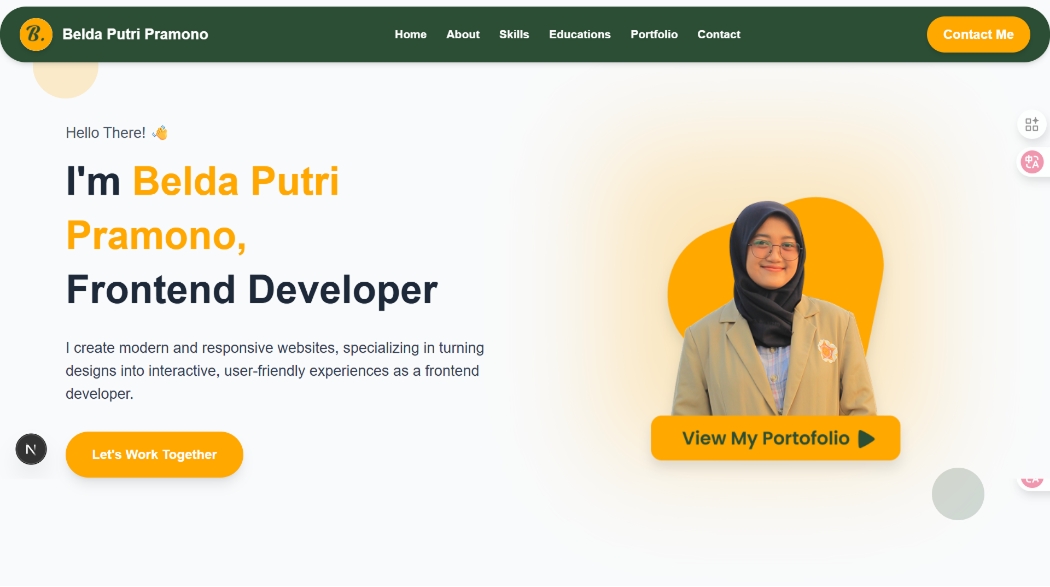 B. Belda Putri Pramono Home About Skills Educations Portfolio Contact Contact Me
Hello There! 👋
I'm Belda Putri
Pramono,
Frontend Developer
I create modern and responsive websites, specializing in turning
designs into interactive, user-friendly experiences as a frontend
developer.
View My Portofolio
N
Let's Work Together